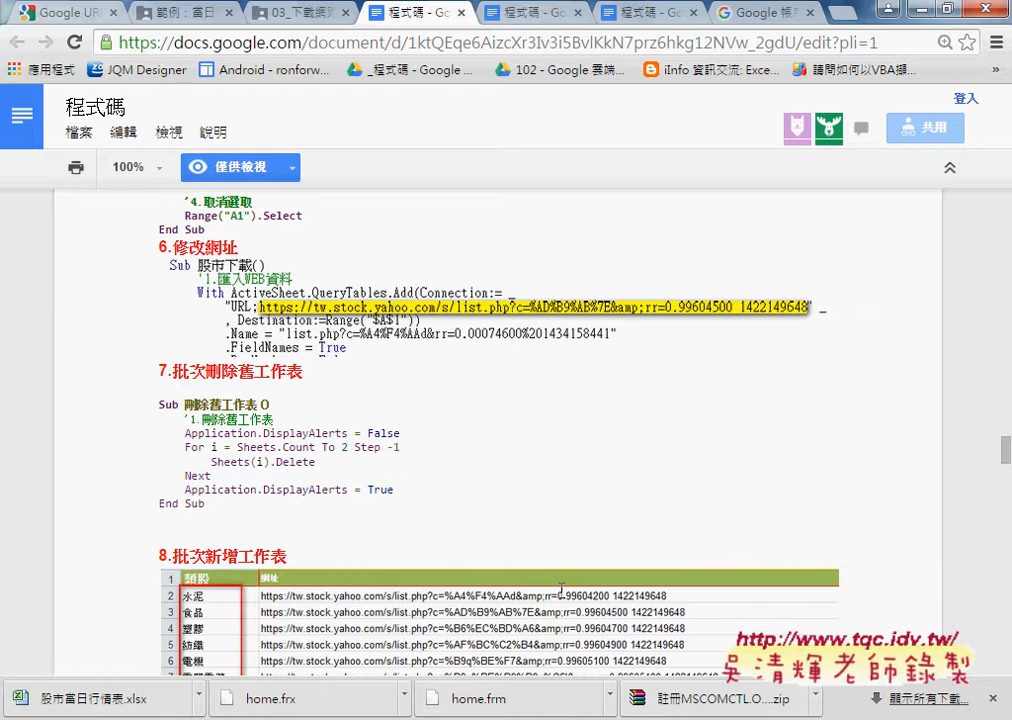 Google UR
範例：當日
03_下載網
程式碼 - Go
程式碼 - Go
程式碼 - Go
Google 帳
https://docs.google.com/document/d/1ktQEqe6AizcXr3Iv3i5BvlKkN7prz6hkg12NVw_2gdU/edit?pli=1
應用程式
JQM Designer
Android - ronforw...
_程式碼 - Google ...
102 - Google 雲端...
iInfo 資訊交流: Exce...
請問如何以VBA擷...
»
程式碼
登入
檔案 編輯 檢視 說明
共用
100%
僅供檢視
'4.取消選取
Range("A1").Select
End Sub
6.修改網址
Sub 股市下載()
'1.匯入WEB資料
With ActiveSheet.QueryTables.Add(Connection:= _
"URL;https://tw.stock.yahoo.com/s/list.php?c=%AD%B9%AB%7E&amp;rr=0.99604500 1422149648" _
, Destination:=Range("$A$1"))
.Name = "list.php?c=%A4%F4%AAd&rr=0.00074600%201434158441"
.FieldNames = True
7.批次刪除舊工作表
Sub 刪除舊工作表()
'1.刪除舊工作表
Application.DisplayAlerts = False
For i = Sheets.Count To 2 Step -1
Sheets(i).Delete
Next
Application.DisplayAlerts = True
End Sub
8.批次新增工作表
1 類股 網址
2 水泥 https://tw.stock.yahoo.com/s/list.php?c=%A4%F4%AAd&amp;rr=0.99604200 1422149648
3 食品 https://tw.stock.yahoo.com/s/list.php?c=%AD%B9%AB%7E&amp;rr=0.99604500 1422149648
4 塑膠 https://tw.stock.yahoo.com/s/list.php?c=%B6%EC%BD%A6&amp;rr=0.99604700 1422149648
5 紡織 https://tw.stock.yahoo.com/s/list.php?c=%AF%BC%C2%B4&amp;rr=0.99604900 1422149648
6 電機 https://tw.stock.yahoo.com/s/list.php?c=%B9q%BE%F7&amp;rr=0.99605100 1422149648
http://www.tqc.idv.tw/
吳清輝老師錄製
股市當日行情表.xlsx
home.frx
home.frm
註冊MSCOMCTL.O....zip
顯示所有下載...